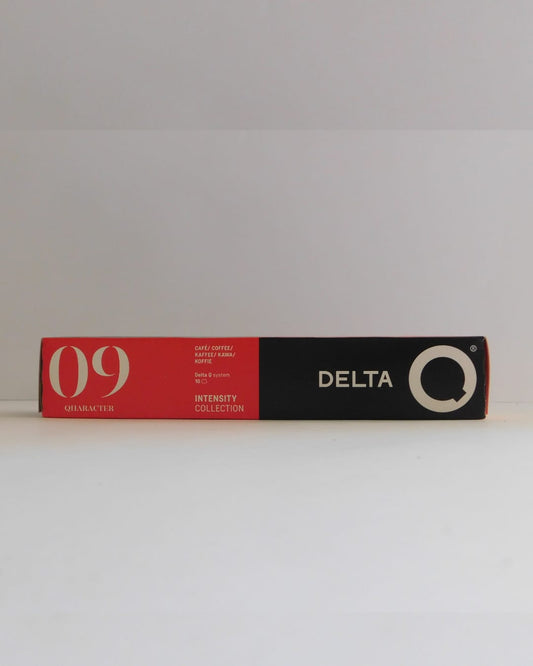 09
QHARACTER
CAFÉ/ COFFEE/
KAFFEE/ KAWA/
KOFFIE
Delta Q system
10
INTENSITY
COLLECTION
DELTA Q®